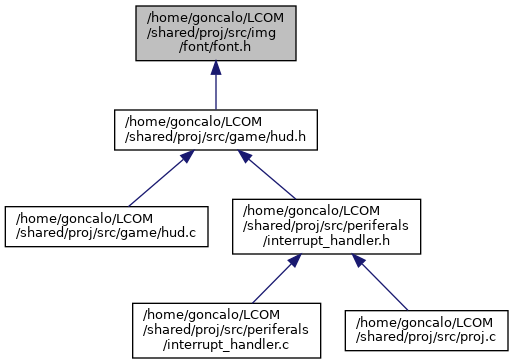 /home/goncalo/LCOM
/shared/proj/src/img
/font/font.h
/home/goncalo/LCOM
/shared/proj/src/game/hud.h
/home/goncalo/LCOM
/shared/proj/src/game/hud.c
/home/goncalo/LCOM
/shared/proj/src/periferals
/interrupt_handler.h
/home/goncalo/LCOM
/shared/proj/src/periferals
/interrupt_handler.c
/home/goncalo/LCOM
/shared/proj/src/proj.c